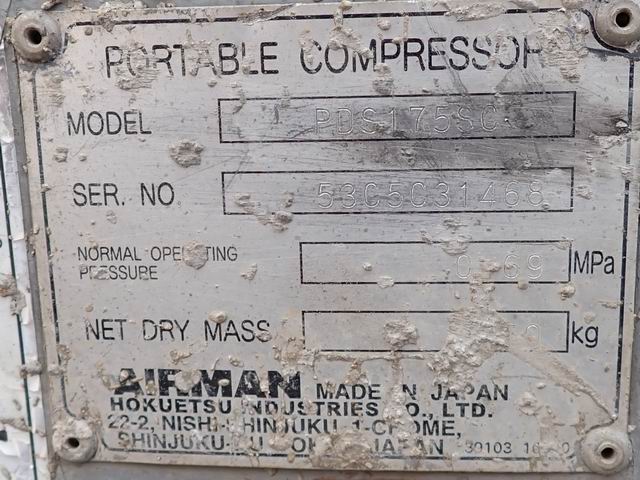 PORTABLE COMPRESSOR
MODEL PDS175SC
SER. NO. 53C5C31468
NORMAL OPERATING PRESSURE 0.69 MPa
NET DRY MASS kg
AIRMAN MADE IN JAPAN
HOKUETSU INDUSTRIES CO., LTD.
22-2, NISHI-SHINJUKU 1-CHOME,
SHINJUKU-KU TOKYO JAPAN 30103